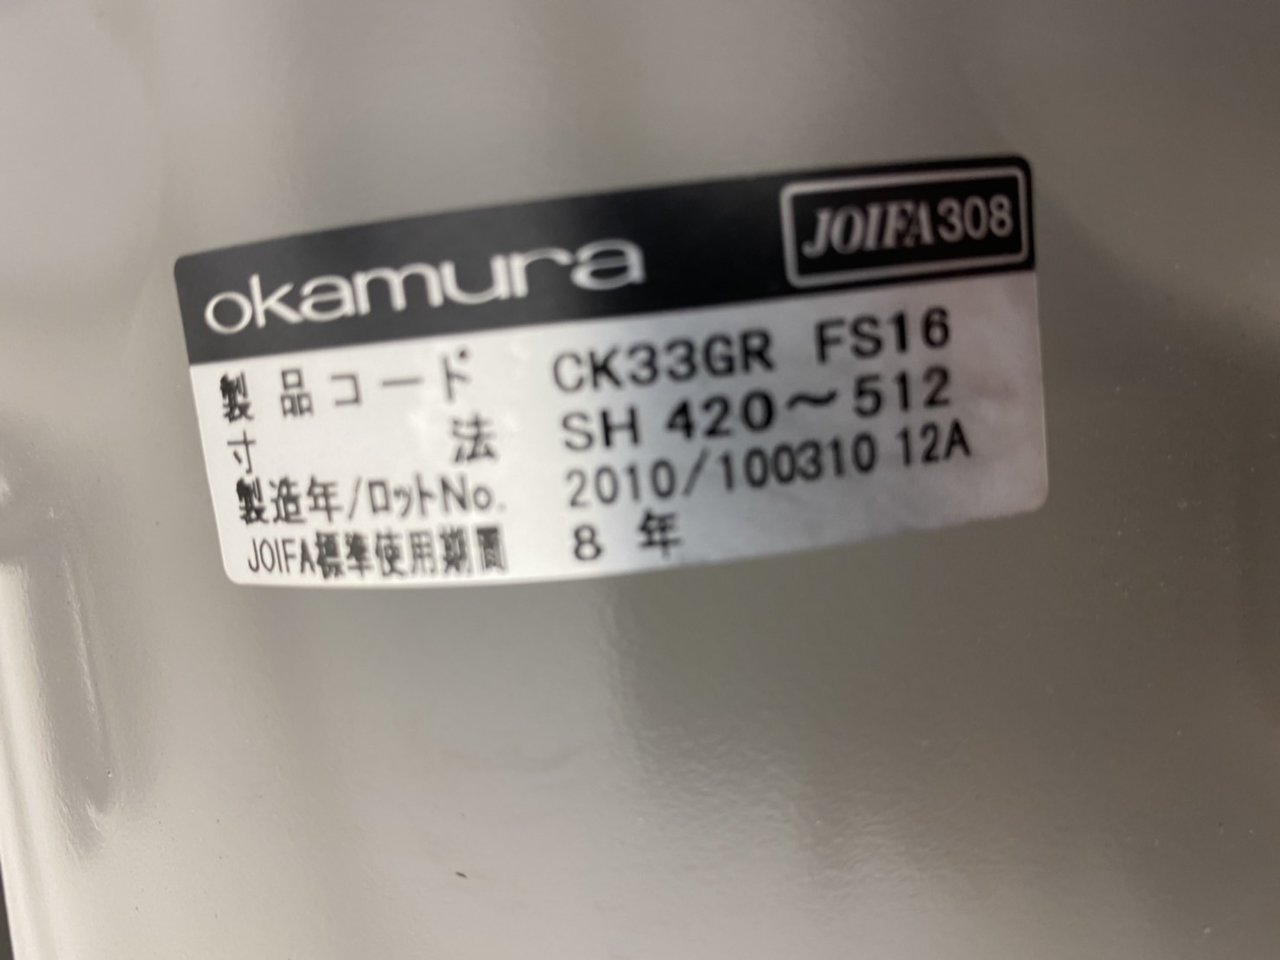 okamura JOIFA308
製品コード CK33GR FS16
寸法 SH 420～512
製造年/ロットNo. 2010/100310 12A
JOIFA標準使用期間 8 年